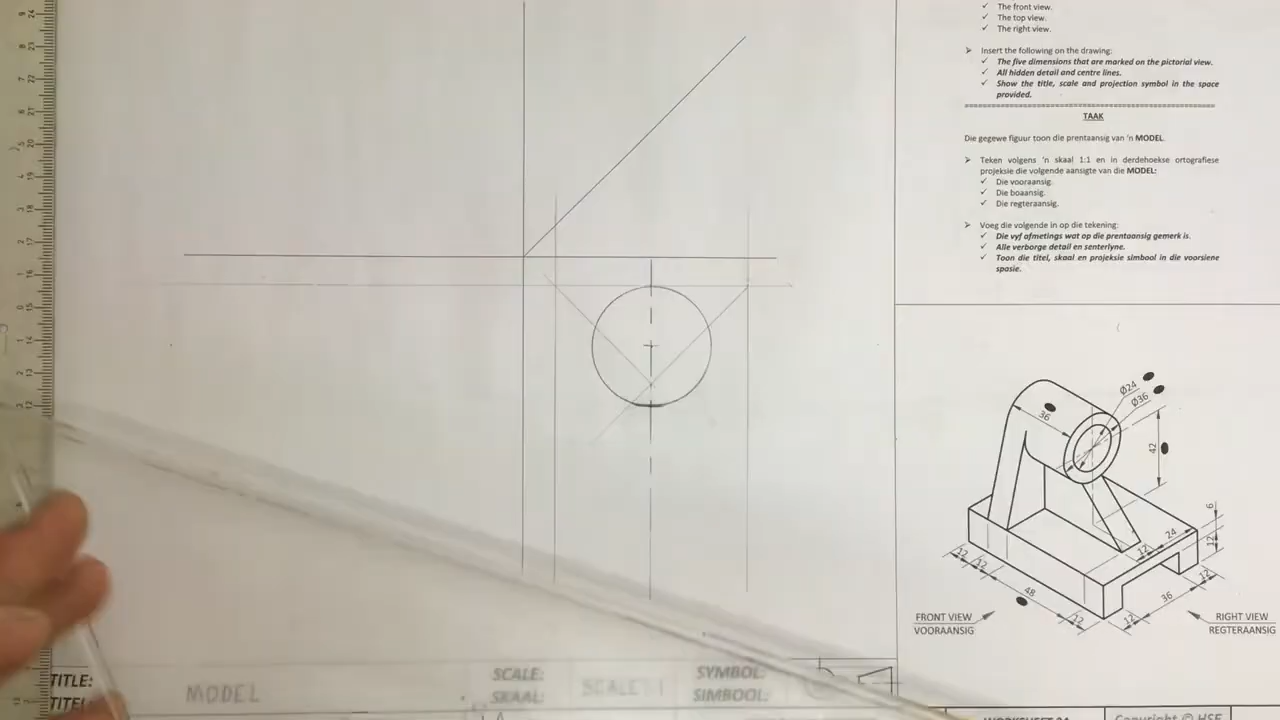 ✓ The front view.
✓ The top view.
✓ The right view.
➢ Insert the following on the drawing:
✓ The five dimensions that are marked on the pictorial view.
✓ All hidden detail and centre lines.
✓ Show the title, scale and projection symbol in the space
provided.
TAAK
Die gegewe figuur toon die prentaansig van 'n MODEL.
➢ Teken volgens 'n skaal 1:1 en in derdehoekse ortografiese
projeksie die volgende aansigte van die MODEL:
✓ Die vooraansig.
✓ Die boaansig.
✓ Die regteraansig.
➢ Voeg die volgende in op die tekening:
✓ Die vyf afmetings wat op die prentaansig gemerk is.
✓ Alle verborge detail en senterlyne.
✓ Toon die titel, skaal en projeksie simbool in die voorsiene
spasie.
Ø24
Ø36
36
42
6
12
24
12
12
12
48
12
12
36
12
FRONT VIEW
VOORAANSIG
RIGHT VIEW
REGTERAANSIG
TITLE:
TITEL:
MODEL
SCALE:
SKAAL:
SYMBOL:
SIMBOOL:
Copyright © HSE